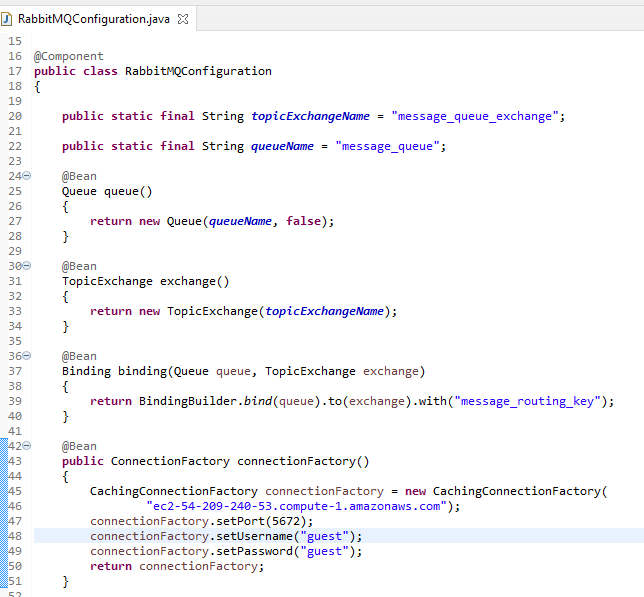 RabbitMQConfiguration.java
15
16 @Component
17 public class RabbitMQConfiguration
18 {
19
20 public static final String topicExchangeName = "message_queue_exchange";
21
22 public static final String queueName = "message_queue";
23
24 @Bean
25 Queue queue()
26 {
27 return new Queue(queueName, false);
28 }
29
30 @Bean
31 TopicExchange exchange()
32 {
33 return new TopicExchange(topicExchangeName);
34 }
35
36 @Bean
37 Binding binding(Queue queue, TopicExchange exchange)
38 {
39 return BindingBuilder.bind(queue).to(exchange).with("message_routing_key");
40 }
41
42 @Bean
43 public ConnectionFactory connectionFactory()
44 {
45 CachingConnectionFactory connectionFactory = new CachingConnectionFactory(
46 "ec2-54-209-240-53.compute-1.amazonaws.com");
47 connectionFactory.setPort(5672);
48 connectionFactory.setUsername("guest");
49 connectionFactory.setPassword("guest");
50 return connectionFactory;
51 }
52